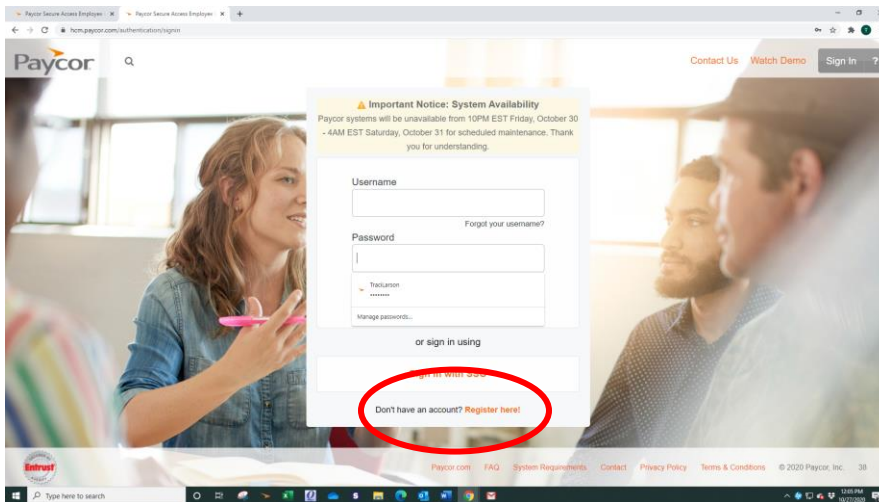 Paycor Secure Access Employee
Paycor Secure Access Employee
hcm.paycor.com/authentication/signin
Paycor
Contact Us Watch Demo Sign In ?
Important Notice: System Availability
Paycor systems will be unavailable from 10PM EST Friday, October 30
- 4AM EST Saturday, October 31 for scheduled maintenance. Thank
you for understanding.
Username
Forgot your username?
Password
TraciLarson
••••••••
Manage passwords...
or sign in using
Sign in with SSO
Don't have an account? Register here!
Entrust
Paycor.com FAQ System Requirements Contact Privacy Policy Terms & Conditions © 2020 Paycor, Inc. 38
Type here to search
12:05 PM
10/27/2020